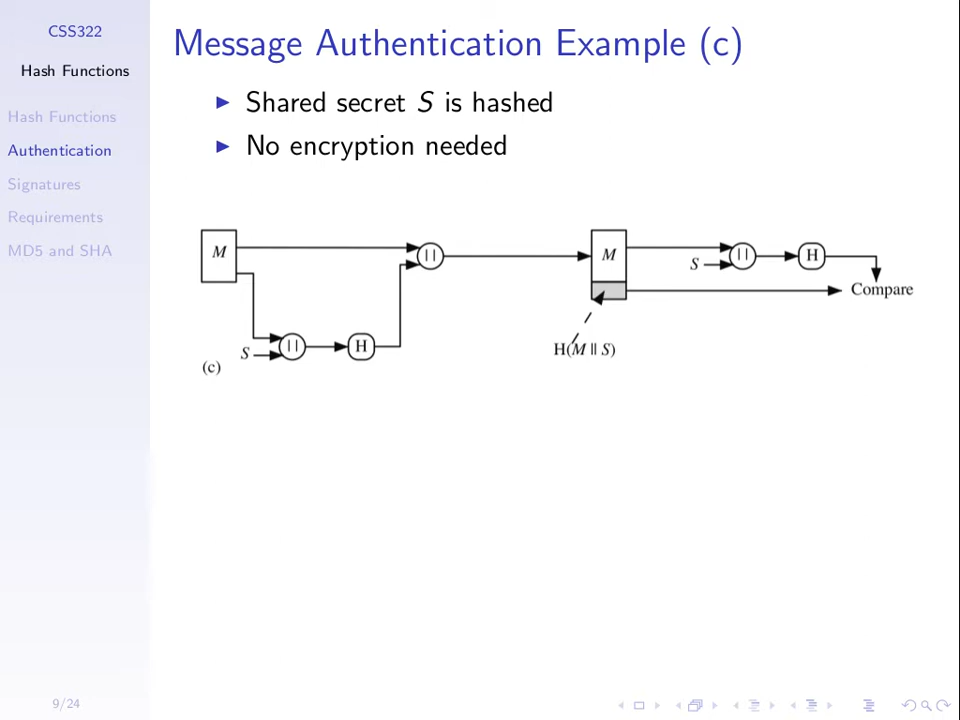 CSS322
Hash Functions
Hash Functions
Authentication
Signatures
Requirements
MD5 and SHA
9/24
Message Authentication Example (c)
Shared secret S is hashed
No encryption needed
M
||
M
S
||
H
Compare
S
||
H
H(M || S)
(c)